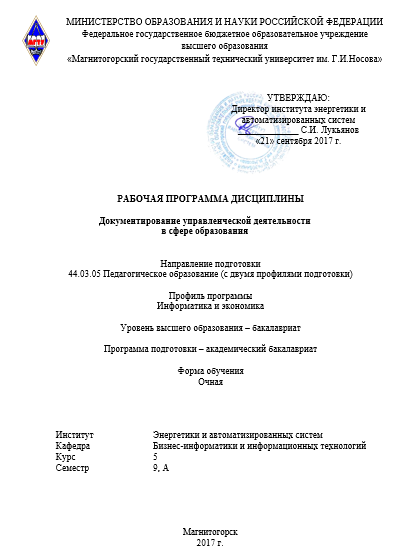 МИНИСТЕРСТВО ОБРАЗОВАНИЯ И НАУКИ РОССИЙСКОЙ ФЕДЕРАЦИИ
Федеральное государственное бюджетное образовательное учреждение
высшего образования
«Магнитогорский государственный технический университет им. Г.И.Носова»
МГТУ
УТВЕРЖДАЮ:
Директор института энергетики и
автоматизированных систем
С.И. Лукьянов
«21» сентября 2017 г.
РАБОЧАЯ ПРОГРАММА ДИСЦИПЛИНЫ
Документирование управленческой деятельности
в сфере образования
Направление подготовки
44.03.05 Педагогическое образование (с двумя профилями подготовки)
Профиль программы
Информатика и экономика
Уровень высшего образования – бакалавриат
Программа подготовки – академический бакалавриат
Форма обучения
Очная
Институт Энергетики и автоматизированных систем
Кафедра Бизнес-информатики и информационных технологий
Курс 5
Семестр 9, А
Магнитогорск
2017 г.